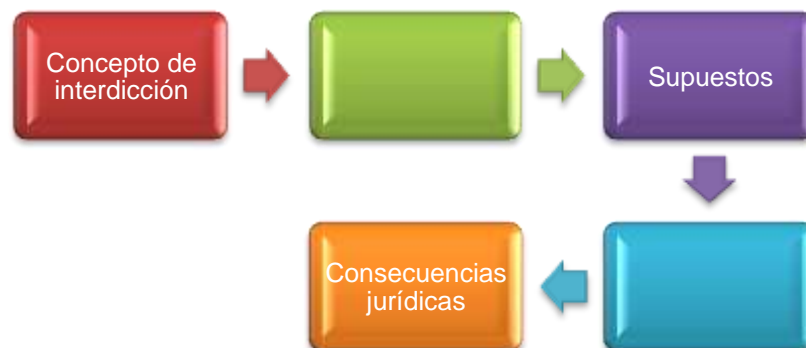 Concepto de
interdicción
Supuestos
Consecuencias
jurídicas